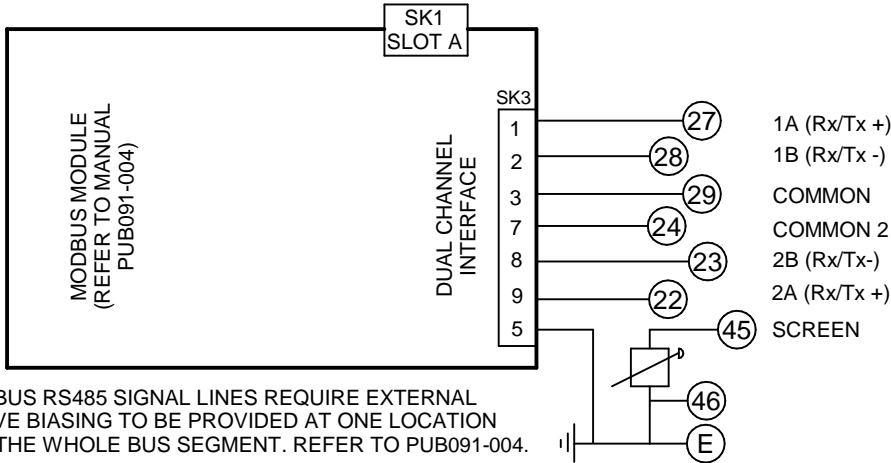 SK1
SLOT A
MODBUS MODULE
(REFER TO MANUAL
PUB091-004)
DUAL CHANNEL
INTERFACE
SK3
1 27 1A (Rx/Tx +)
2 28 1B (Rx/Tx -)
3 29 COMMON
7 24 COMMON 2
8 23 2B (Rx/Tx-)
9 22 2A (Rx/Tx +)
5 45 SCREEN
46
E
BUS RS485 SIGNAL LINES REQUIRE EXTERNAL
VE BIASING TO BE PROVIDED AT ONE LOCATION
THE WHOLE BUS SEGMENT. REFER TO PUB091-004.